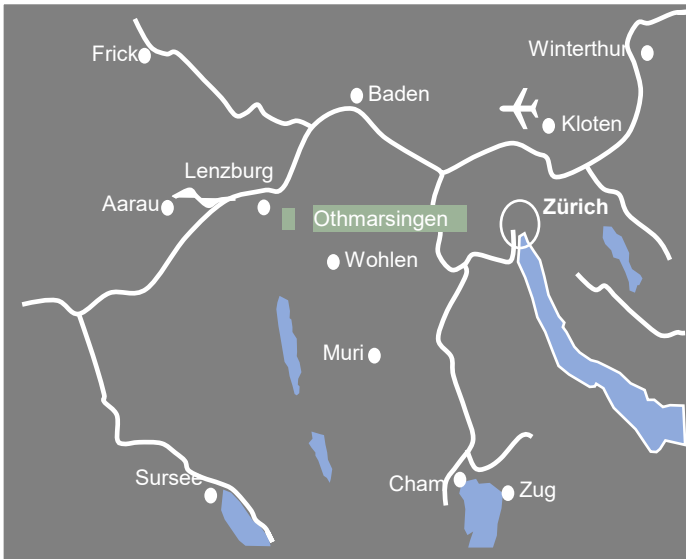 Winterthur
Frick
Baden
Kloten
Lenzburg
Aarau
Zürich
Othmarsingen
Wohlen
Muri
Sursee
Cham
Zug